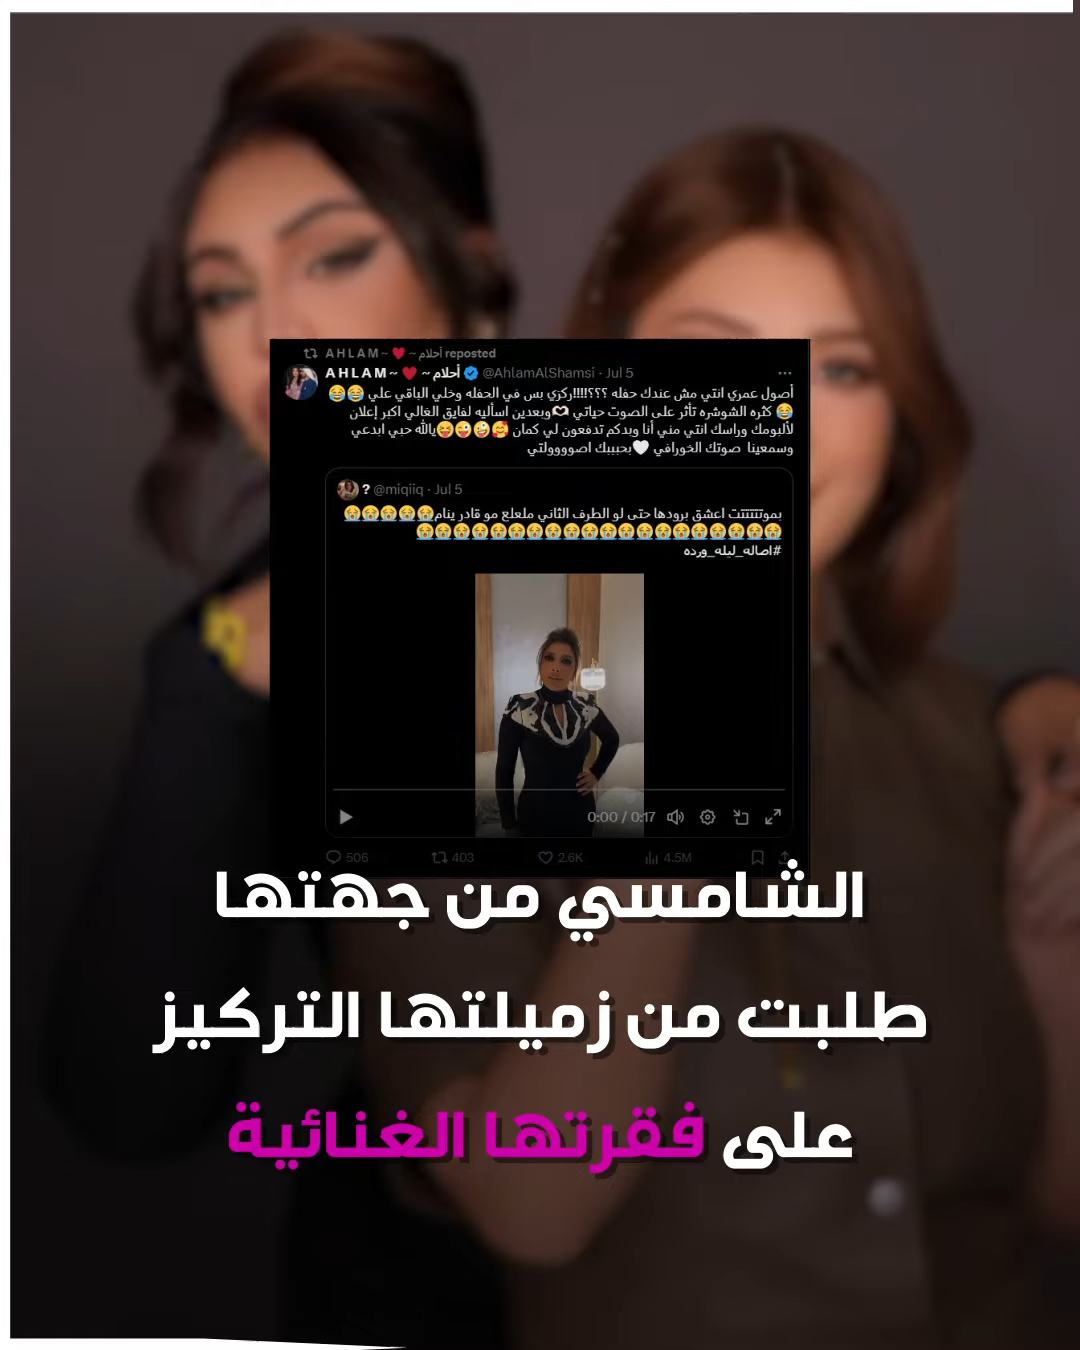 AHLAM~ ❤️ ~ أحلام reposted
AHLAM~ ❤️ ~ أحلام @AhlamAlShamsi · Jul 5
أصول عمري انتي مش عندك حفله ؟؟؟!!!!ركزي بس في الحفله وخلي الباقي علي 😂😂
😂 كثره الشوشره تأثر على الصوت حياتي 🫶وبعدين اسأليه لفايق الغالي اكبر إعلان
لألبومك وراسك انتي مني أنا وبدكم تدفعون لي كمان 🥰🤪😜😝يالله حبي ابدعي
وسمعينا صوتك الخورافي 🤍بحبببك اصوووولتي
? @miqiiq · Jul 5
بموتتتتتت اعشق برودها حتى لو الطرف الثاني ملعلع مو قادر ينام😭😭😭😭😭
😭😭😭😭😭😭😭😭😭😭😭😭😭😭😭😭😭😭😭😭
#اصاله_ليله_ورده
0:00 / 0:17
506 403 2.6K 4.5M
الشامسي من جهتها
طلبت من زميلتها التركيز
على فقرتها الغنائية